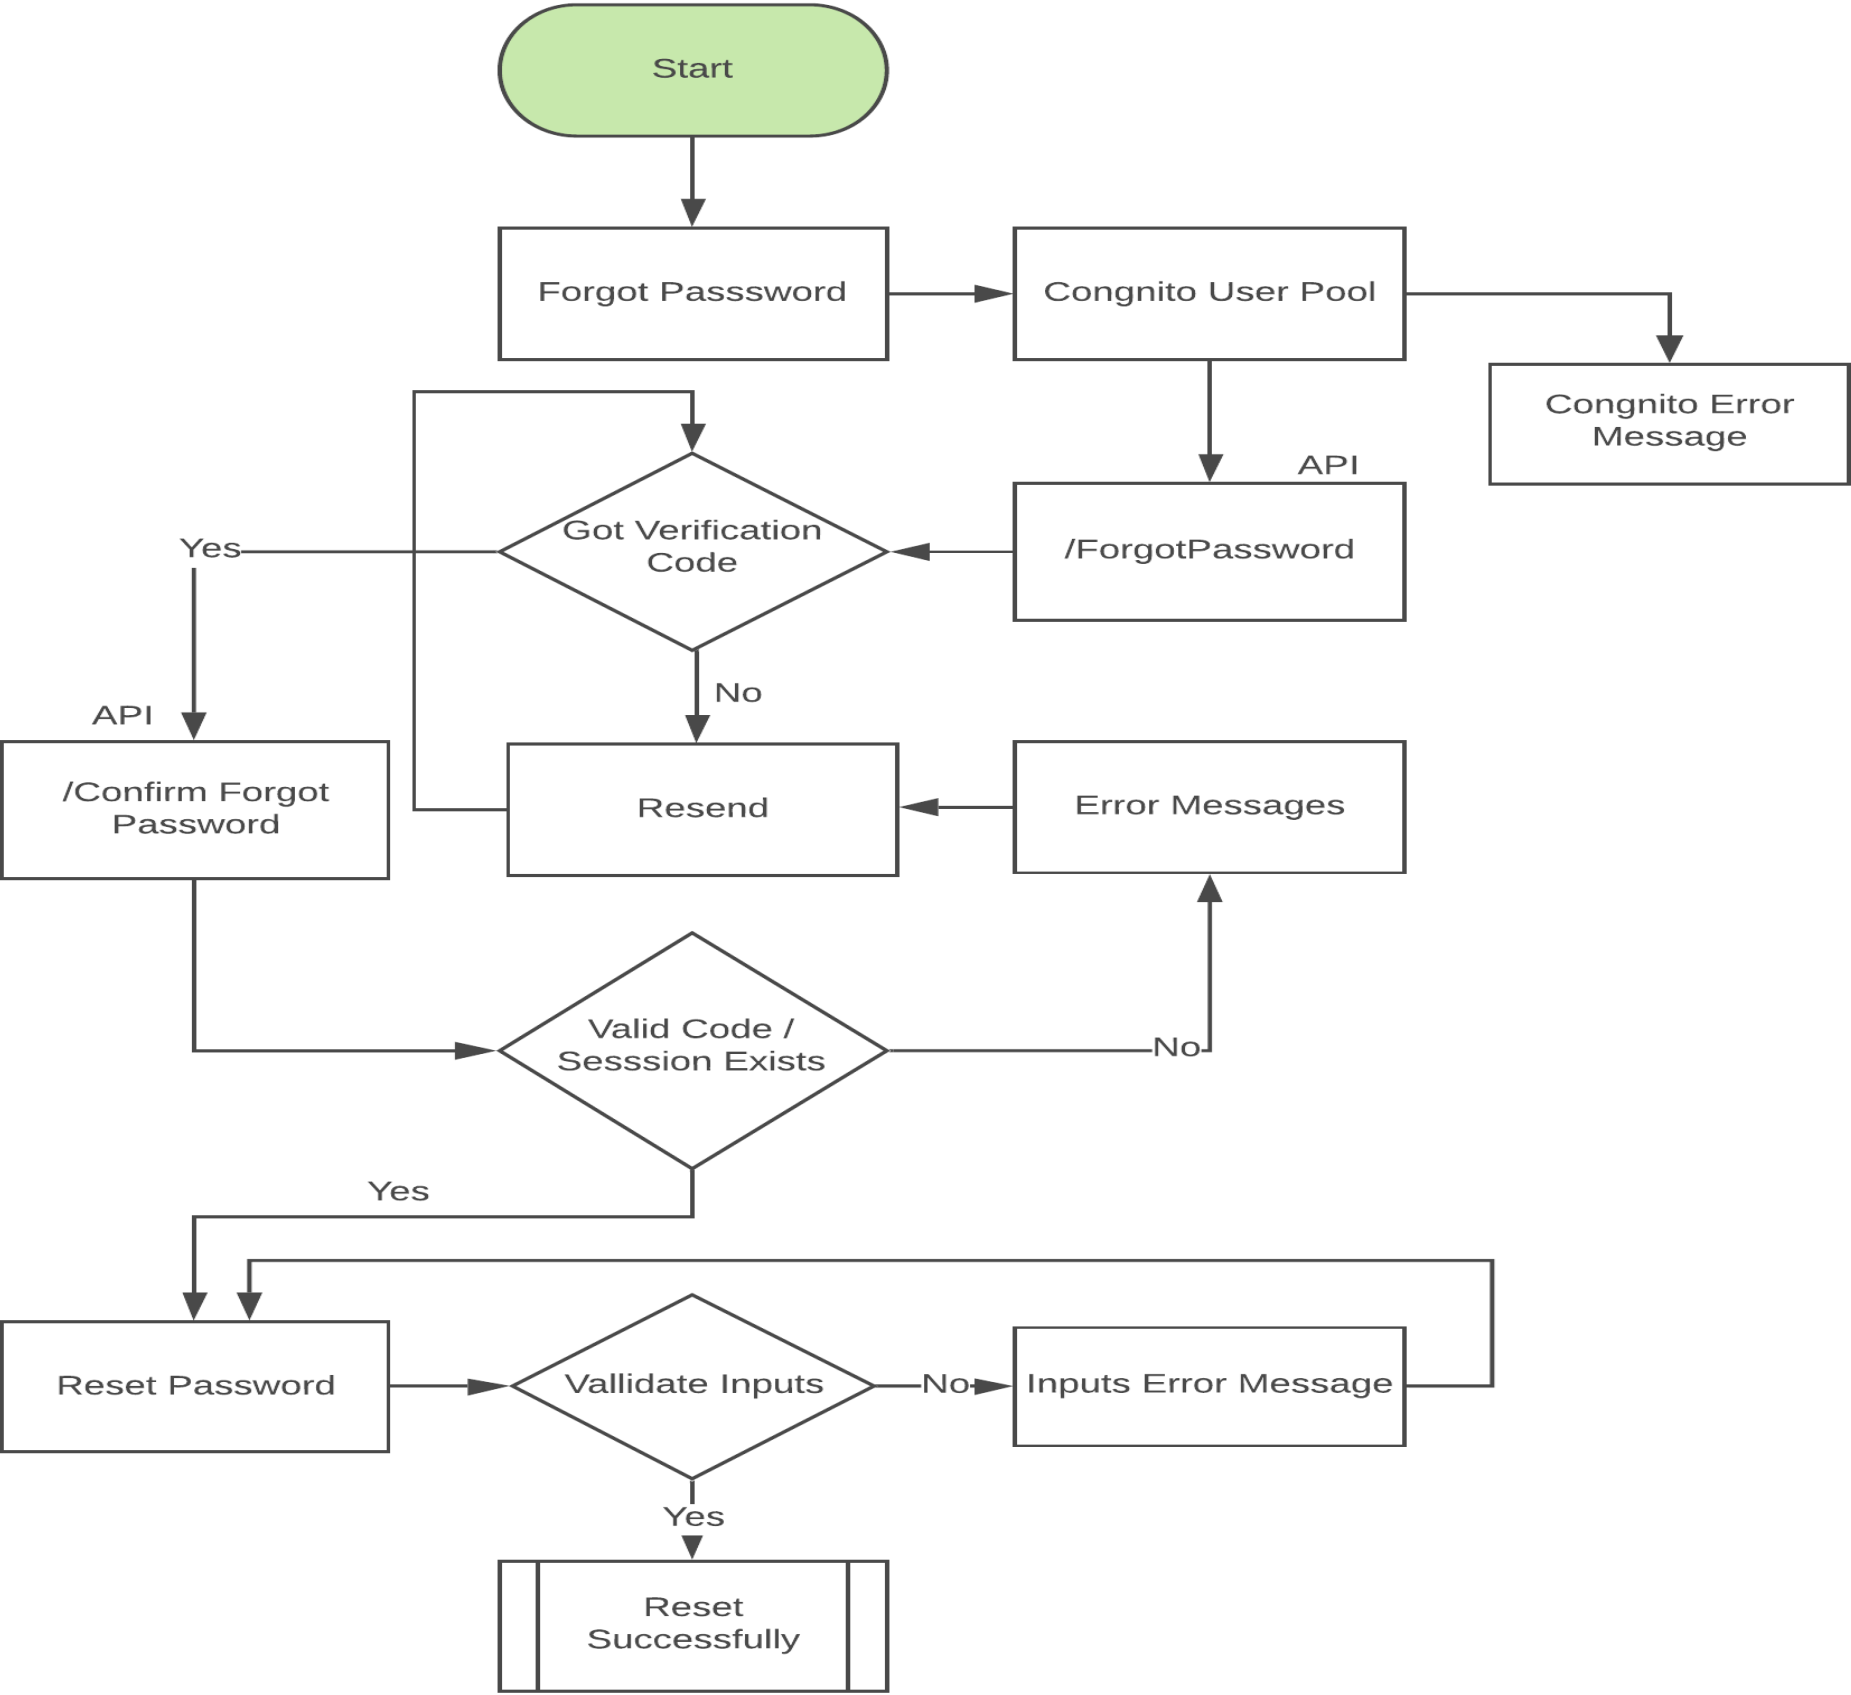 Start
Forgot Passsword
Congnito User Pool
Congnito Error
Message
API
Got Verification
Code
/ForgotPassword
Yes
No
API
/Confirm Forgot
Password
Resend
Error Messages
Valid Code /
Sesssion Exists
No
Yes
Reset Password
Vallidate Inputs
No
Inputs Error Message
Yes
Reset
Successfully